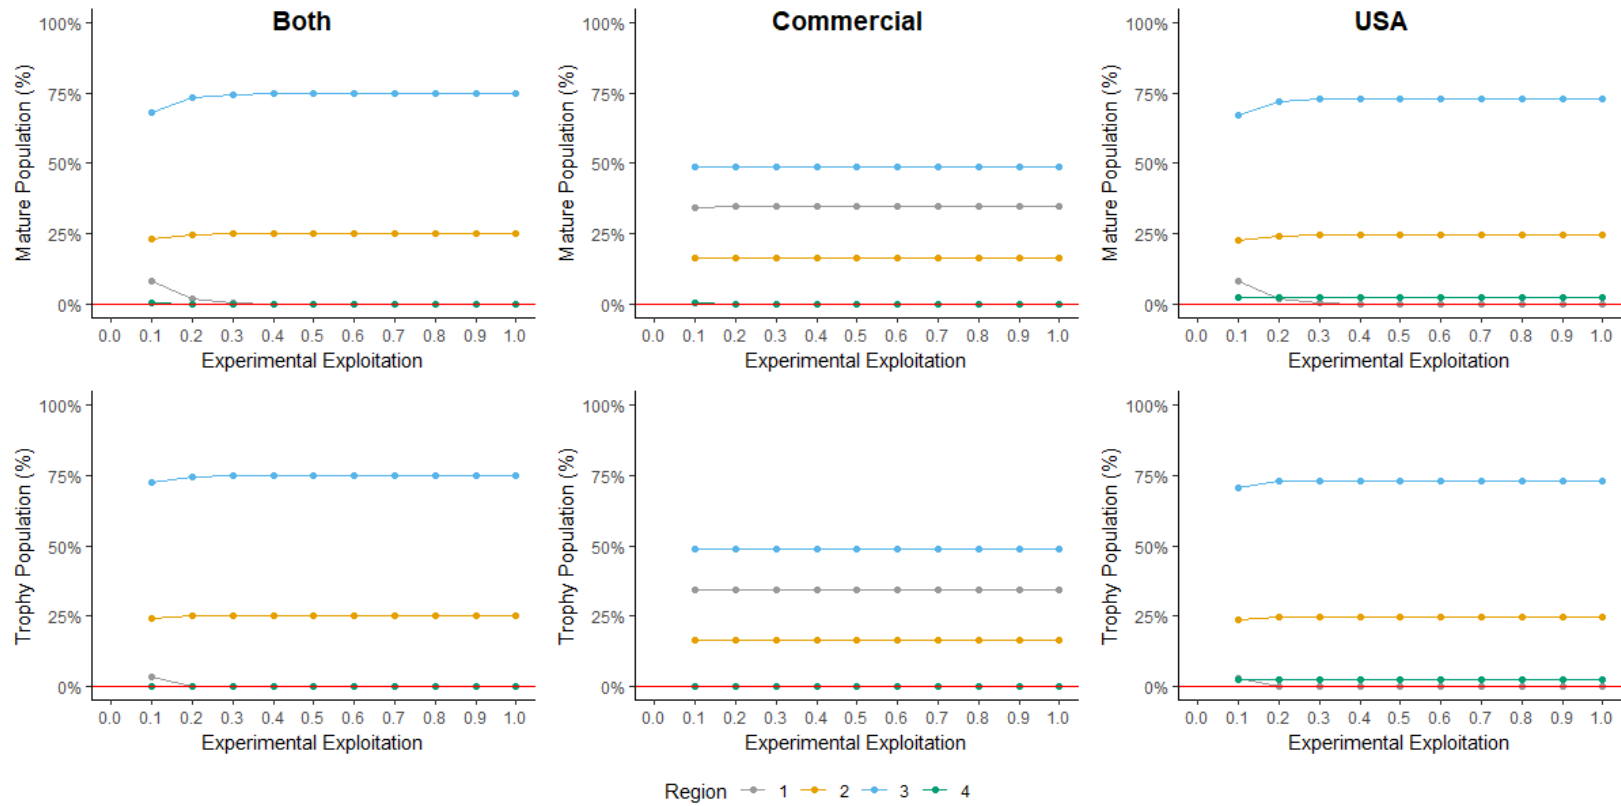 Both
Commercial
USA
Mature Population (%)
100%
75%
50%
25%
0%
0.0 0.1 0.2 0.3 0.4 0.5 0.6 0.7 0.8 0.9 1.0
Experimental Exploitation
Mature Population (%)
100%
75%
50%
25%
0%
0.0 0.1 0.2 0.3 0.4 0.5 0.6 0.7 0.8 0.9 1.0
Experimental Exploitation
Mature Population (%)
100%
75%
50%
25%
0%
0.0 0.1 0.2 0.3 0.4 0.5 0.6 0.7 0.8 0.9 1.0
Experimental Exploitation
Trophy Population (%)
100%
75%
50%
25%
0%
0.0 0.1 0.2 0.3 0.4 0.5 0.6 0.7 0.8 0.9 1.0
Experimental Exploitation
Trophy Population (%)
100%
75%
50%
25%
0%
0.0 0.1 0.2 0.3 0.4 0.5 0.6 0.7 0.8 0.9 1.0
Experimental Exploitation
Trophy Population (%)
100%
75%
50%
25%
0%
0.0 0.1 0.2 0.3 0.4 0.5 0.6 0.7 0.8 0.9 1.0
Experimental Exploitation
Region 1 2 3 4